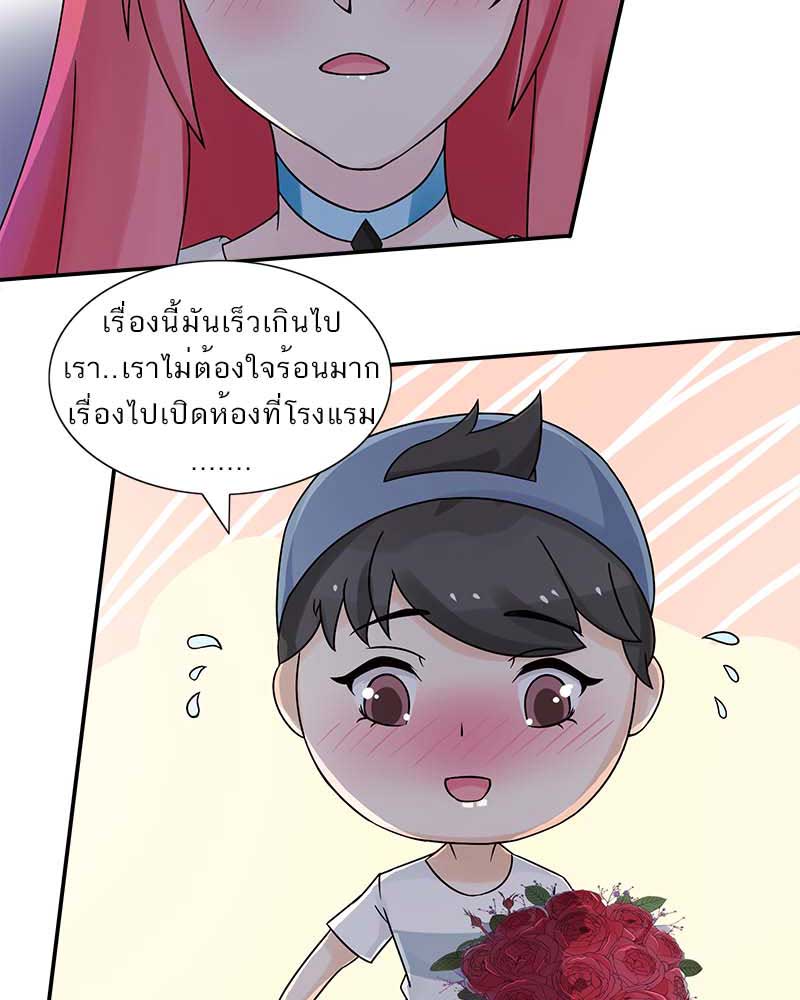 เรื่องนี้มันเร็วเกินไป
เรา..เราไม่ต้องใจร้อนมาก
เรื่องไปเปิดห้องที่โรงแรม
.......